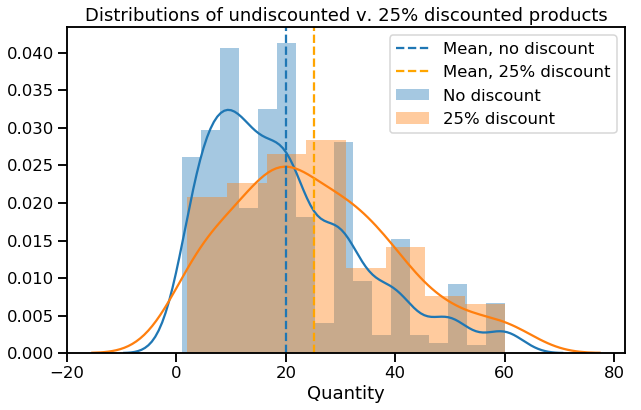 Distributions of undiscounted v. 25% discounted products
Mean, no discount
Mean, 25% discount
No discount
25% discount
0.040
0.035
0.030
0.025
0.020
0.015
0.010
0.005
0.000
−20 0 20 40 60 80
Quantity